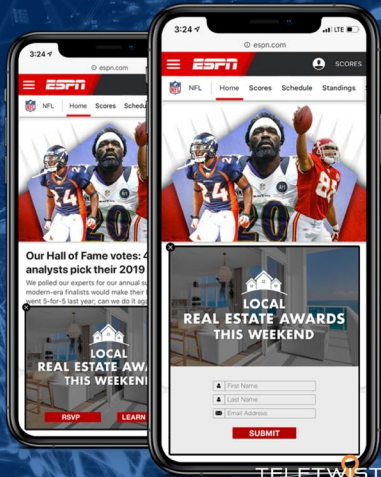 3:24
espn.com
ESPN
NFL Home Scores Schedu
Our Hall of Fame votes: 4
analysts pick their 2019
We polled our experts for our annual su
modern-era finalists would make their
went 5-for-5 last year; can we do it aga
LOCAL
REAL ESTATE AWA
THIS WEEKEN
RSVP LEARN
3:24 LTE
espn.com
ESPN SCORES
NFL Home Scores Schedule Standings
24 20 88
LOCAL
REAL ESTATE AWARDS
THIS WEEKEND
First Name
Last Name
Email Address
SUBMIT
TELETWIST